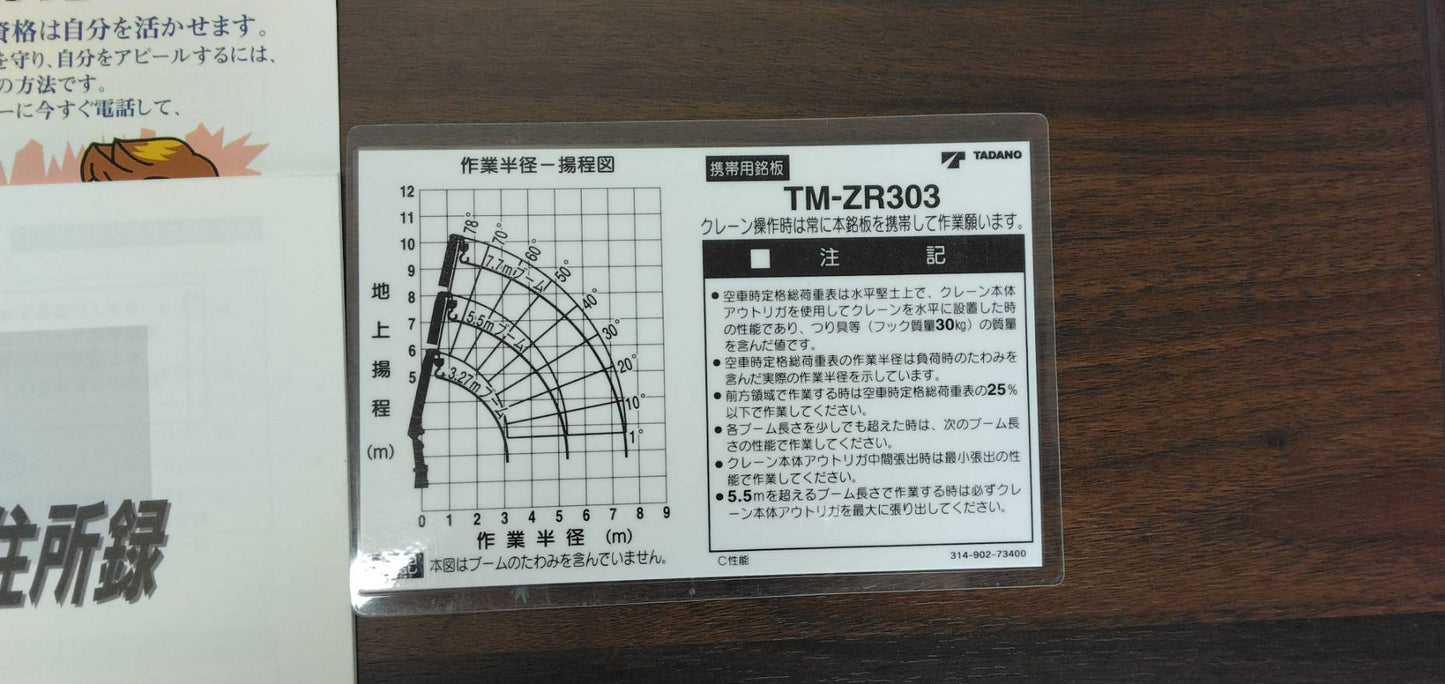 資格は自分を活かせます。
を守り、自分をアピールするには、
の方法です。
ーに今すぐ電話して、
住所録
作業半径－揚程図
12
11
10
9
8
7
6
5
地上揚程
(m)
78°
70°
60°
50°
40°
30°
20°
10°
1°
7.7mブーム
5.5mブーム
3.27mブーム
0 1 2 3 4 5 6 7 8 9
作業半径 (m)
記 本図はブームのたわみを含んでいません。
携帯用銘板
TADANO
TM-ZR303
クレーン操作時は常に本銘板を携帯して作業願います。
注記
●空車時定格総荷重表は水平堅土上で、クレーン本体
アウトリガを使用してクレーンを水平に設置した時
の性能であり、つり具等（フック質量30kg）の質量
を含んだ値です。
●空車時定格総荷重表の作業半径は負荷時のたわみを
含んだ実際の作業半径を示しています。
●前方領域で作業する時は空車時定格総荷重表の25%
以下で作業してください。
●各ブーム長さを少しでも超えた時は、次のブーム長
さの性能で作業してください。
●クレーン本体アウトリガ中間張出時は最小張出の性
能で作業してください。
●5.5mを超えるブーム長さで作業する時は必ずクレ
ーン本体アウトリガを最大に張り出してください。
C性能
314-902-73400